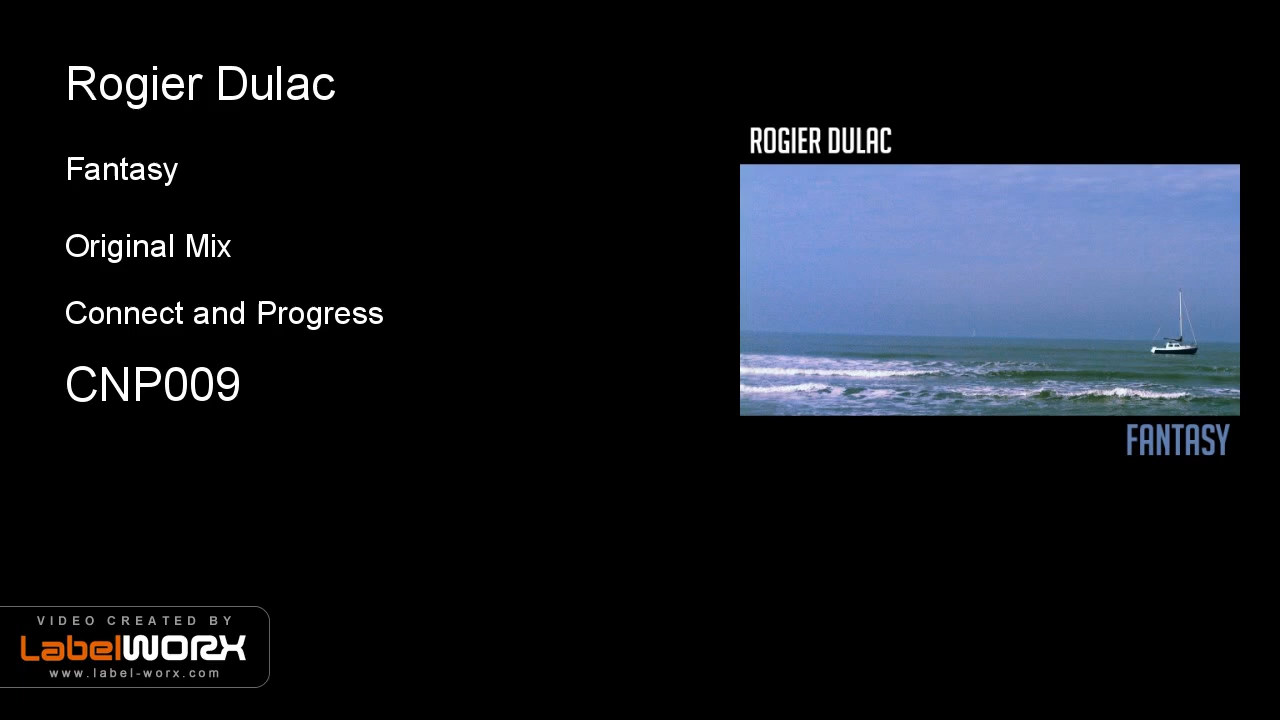 Rogier Dulac
Fantasy
Original Mix
Connect and Progress
CNP009
ROGIER DULAC
FANTASY
VIDEO CREATED BY
LabelWORX
www.label-worx.com